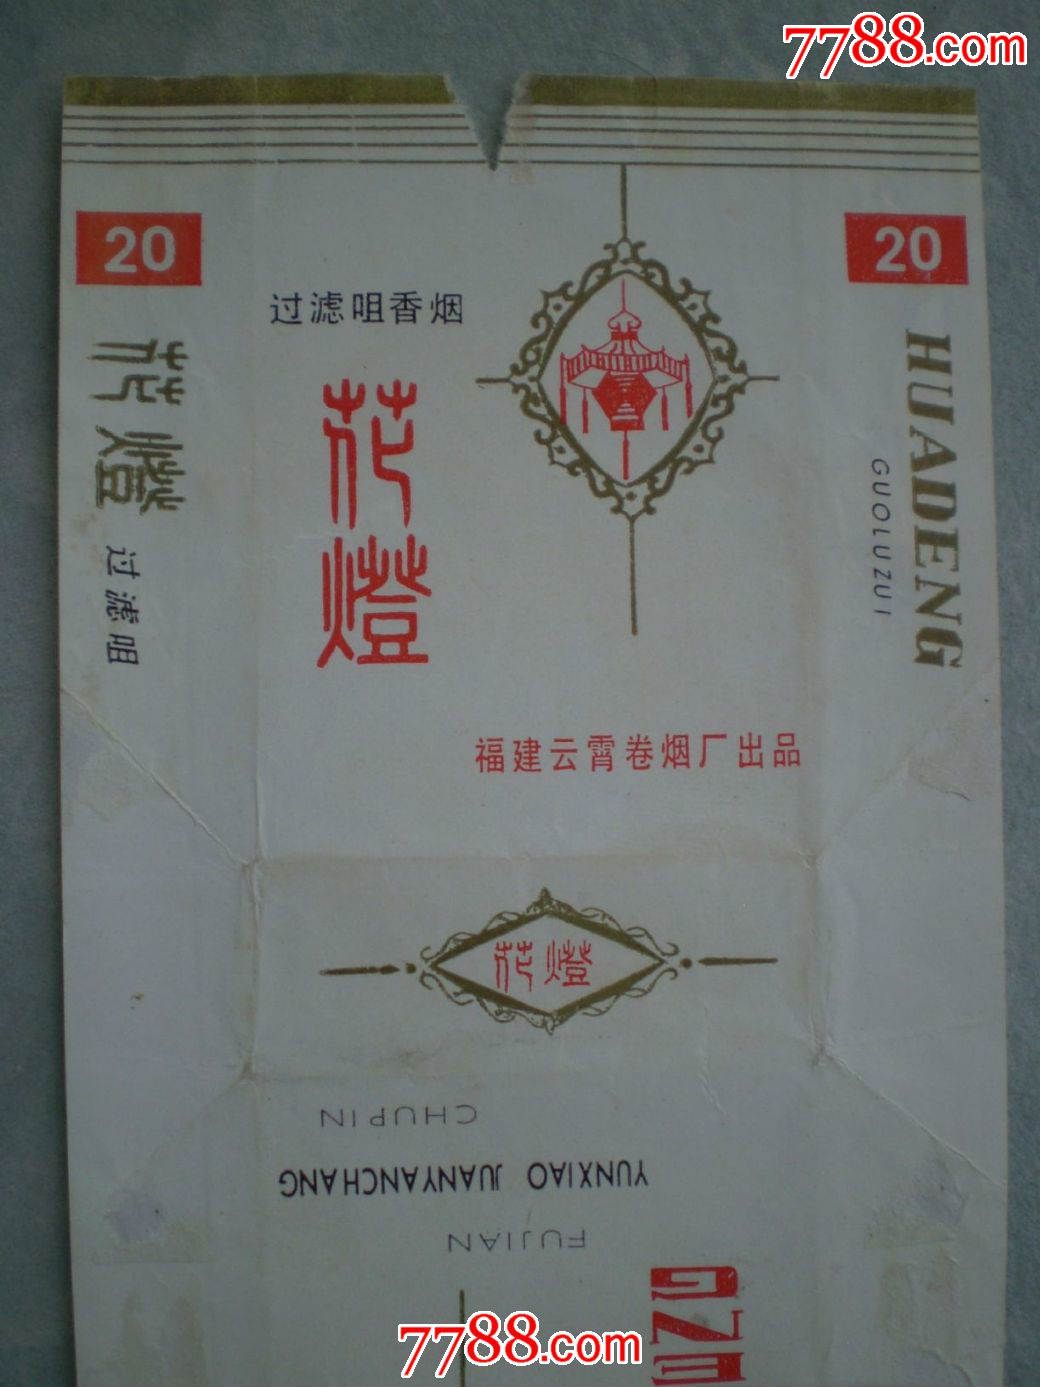 7788.com
20
20
过滤咀香烟
花燈
花燈
过滤咀
HUADENG
GUOLUZUI
福建云霄卷烟厂出品
花燈
CHUPIN
YUNXIAO JUANYANCHANG
FUJIAN
7788.com